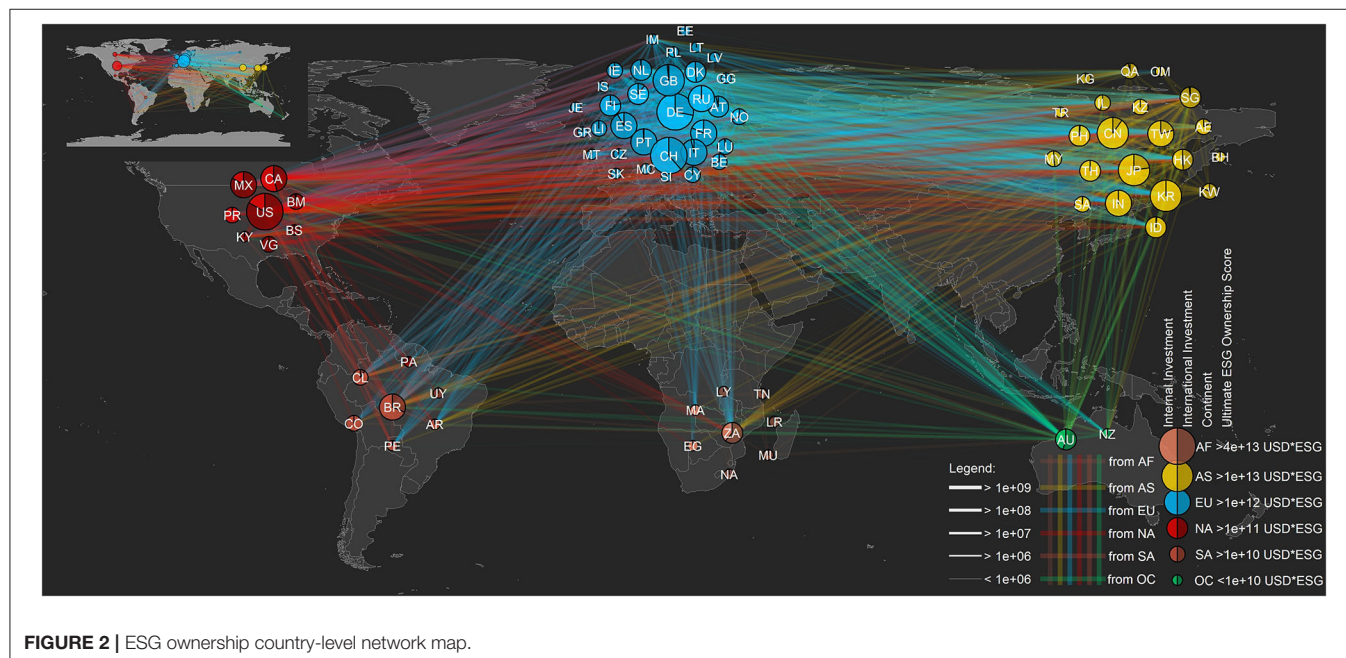 IM EE
PL LT
LV
IE NL GB DK GG
IS SE RU
JE FI DE AT NO
GR LI ES FR
MT CZ PT IT LU
CH BE
SK MC SI CY
QA OM
KG SG
TR IL KZ
PH CN TW AE
MY HK BH
TH JP
SA IN KR KW
ID
MX CA
PR US BM
KY BS
VG
PA
CL
UY
BR
CO AR
PE
LY TN
MA
LR
ZA
EG MU
NA
AU NZ
Internal Investment
International Investment
Continent
Ultimate ESG Ownership Score
AF >4e+13 USD*ESG
AS >1e+13 USD*ESG
EU >1e+12 USD*ESG
NA >1e+11 USD*ESG
SA >1e+10 USD*ESG
OC <1e+10 USD*ESG
Legend:
> 1e+09
> 1e+08
> 1e+07
> 1e+06
< 1e+06
from AF
from AS
from EU
from NA
from SA
from OC
FIGURE 2 | ESG ownership country-level network map.